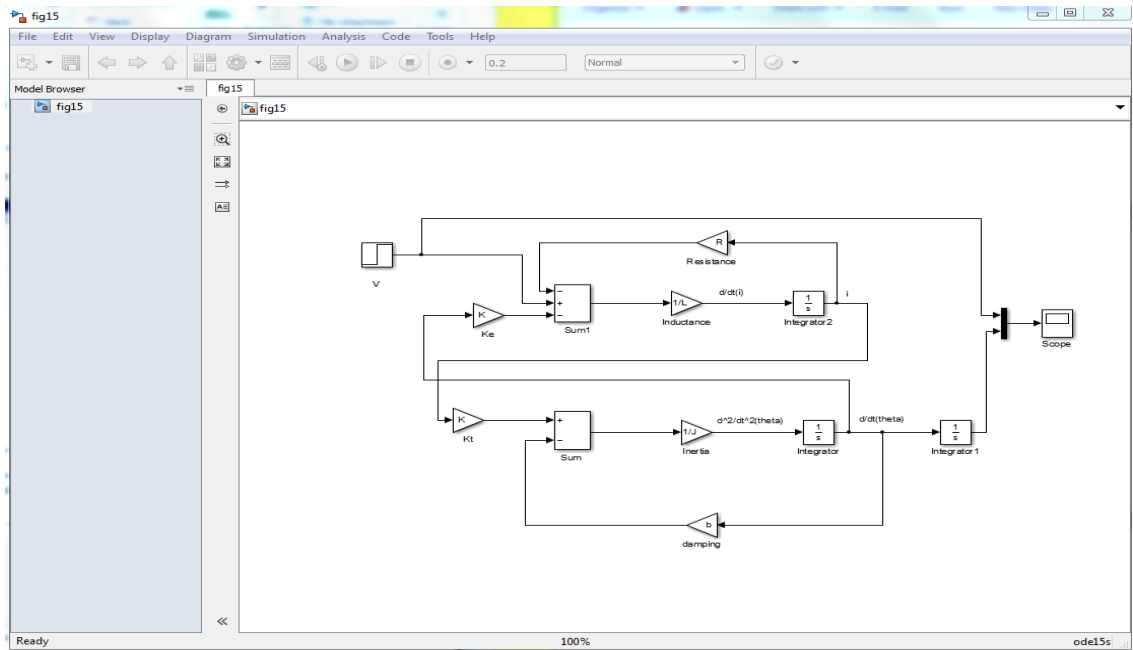 fig15
File Edit View Display Diagram Simulation Analysis Code Tools Help
0.2 Normal
Model Browser fig15
fig15 fig15
V
R
Resistance
−
+
−
Sum1
1/L
Inductance
d/dt(i)
1
s
Integrator2
i
K
Ke
Scope
K
Kt
+
−
Sum
1/J
Inertia
d^2/dt^2(theta)
1
s
Integrator
d/dt(theta)
1
s
Integrator1
b
damping
Ready 100% ode15s